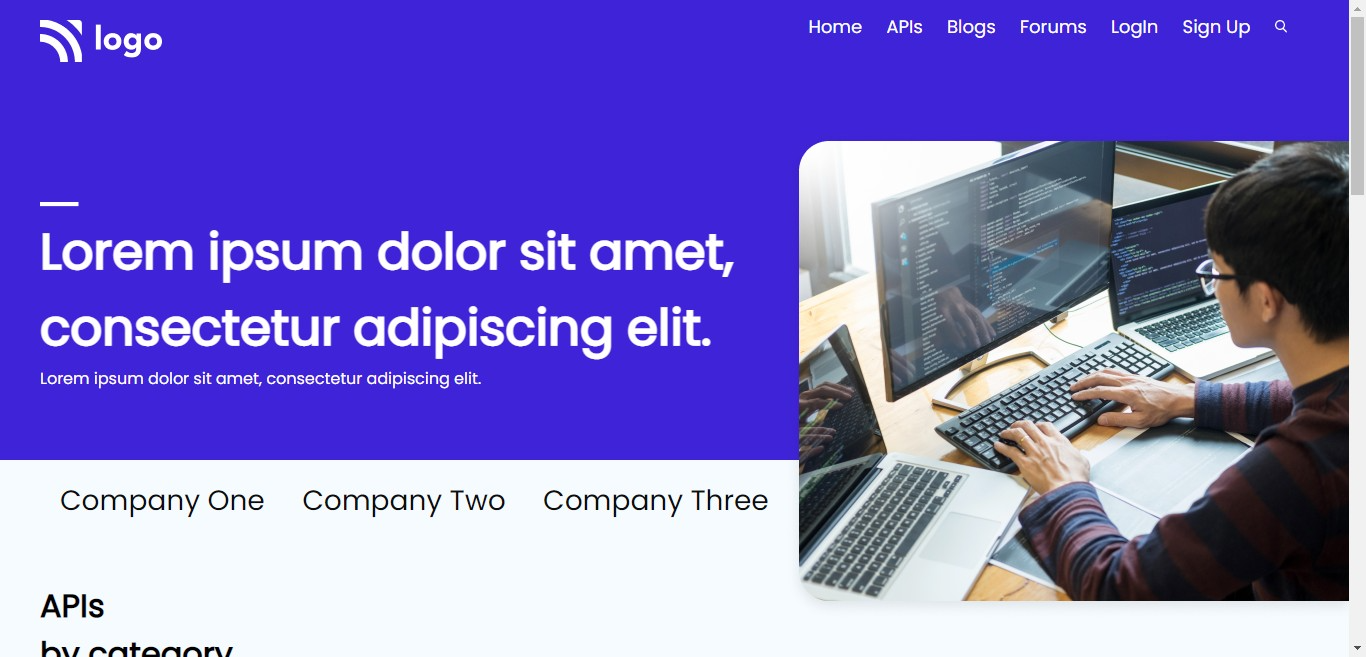 logo
Home APIs Blogs Forums LogIn Sign Up
Lorem ipsum dolor sit amet,
consectetur adipiscing elit.
Lorem ipsum dolor sit amet, consectetur adipiscing elit.
Company One Company Two Company Three
APIs
by category